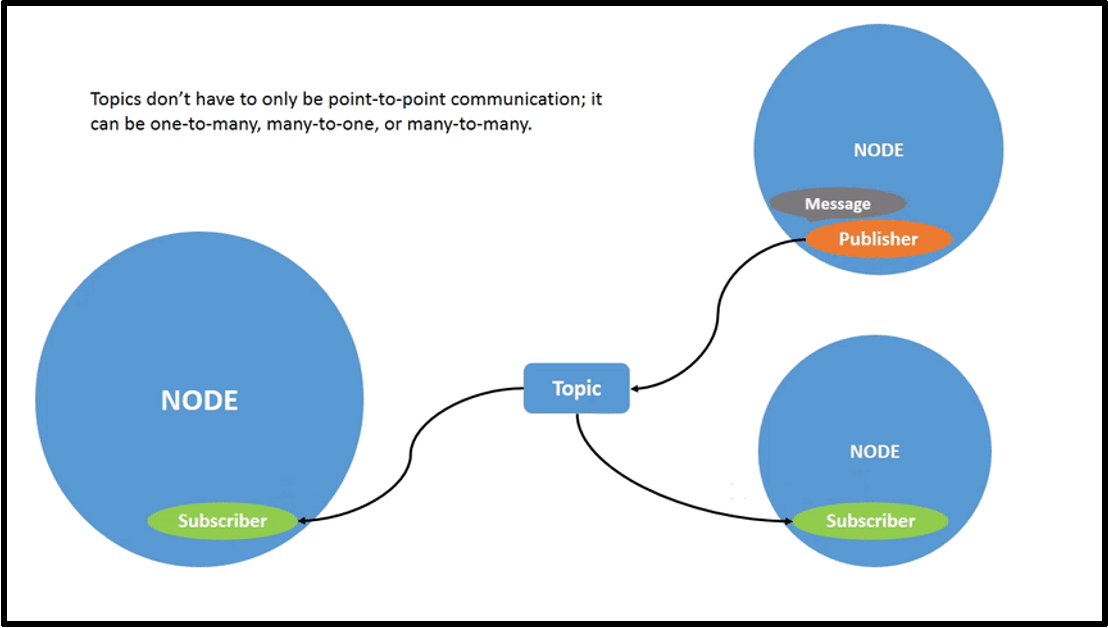 Topics don’t have to only be point-to-point communication; it
can be one-to-many, many-to-one, or many-to-many.
NODE
Message
Publisher
Topic
NODE
Subscriber
NODE
Subscriber